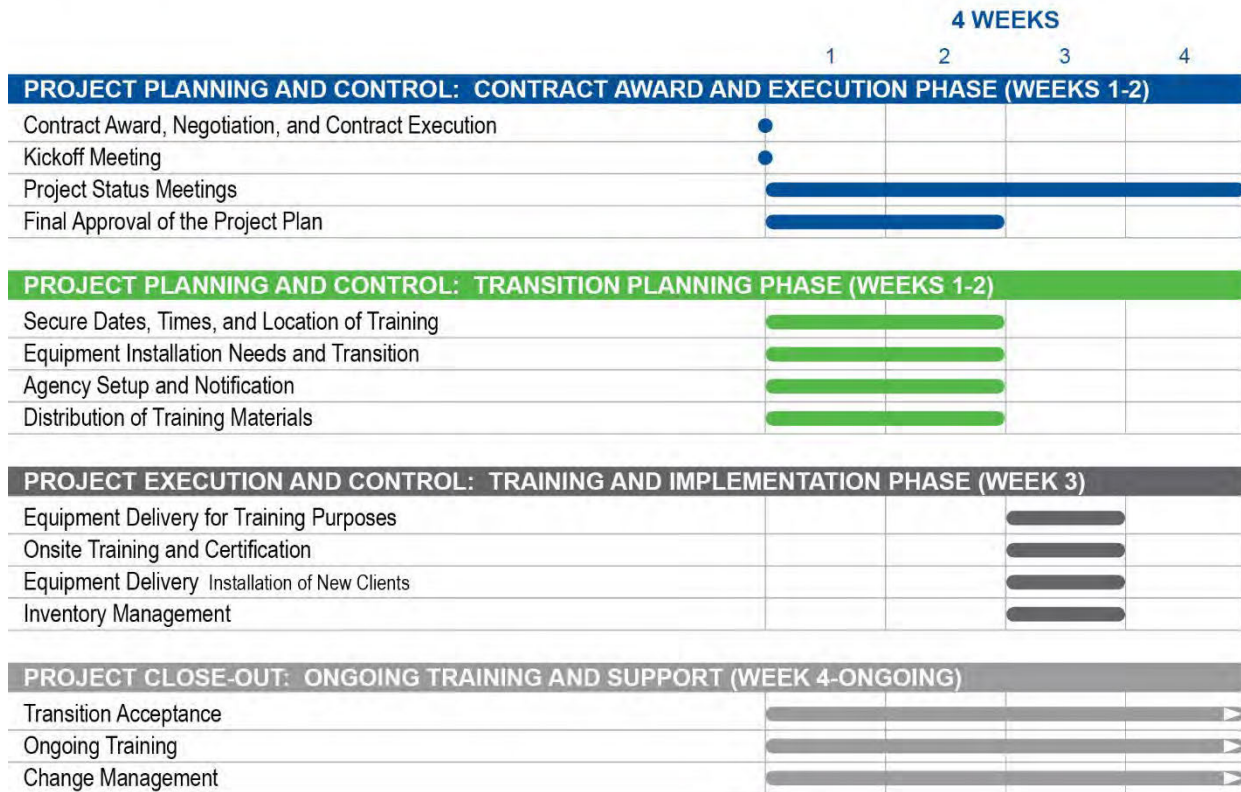 4 WEEKS
1 2 3 4
PROJECT PLANNING AND CONTROL: CONTRACT AWARD AND EXECUTION PHASE (WEEKS 1-2)
Contract Award, Negotiation, and Contract Execution
Kickoff Meeting
Project Status Meetings
Final Approval of the Project Plan
PROJECT PLANNING AND CONTROL: TRANSITION PLANNING PHASE (WEEKS 1-2)
Secure Dates, Times, and Location of Training
Equipment Installation Needs and Transition
Agency Setup and Notification
Distribution of Training Materials
PROJECT EXECUTION AND CONTROL: TRAINING AND IMPLEMENTATION PHASE (WEEK 3)
Equipment Delivery for Training Purposes
Onsite Training and Certification
Equipment Delivery Installation of New Clients
Inventory Management
PROJECT CLOSE-OUT: ONGOING TRAINING AND SUPPORT (WEEK 4-ONGOING)
Transition Acceptance
Ongoing Training
Change Management